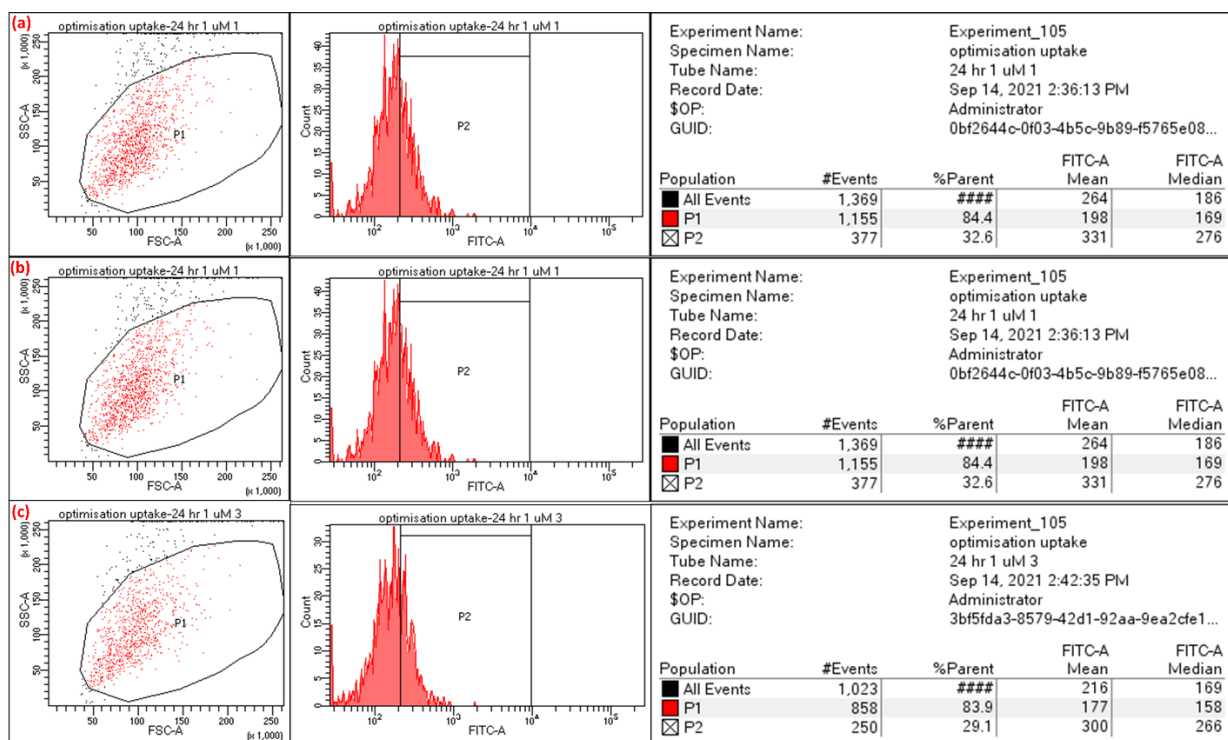 (a)
optimisation uptake-24 hr 1 uM 1
SSC-A
(x 1,000)
50 100 150 200 250
P1
50 100 150 200 250
FSC-A
(x 1,000)
optimisation uptake-24 hr 1 uM 1
Count
0 5 10 15 20 25 30 35 40
P2
10² 10³ 10⁴ 10⁵
FITC-A
Experiment Name: Experiment_105
Specimen Name: optimisation uptake
Tube Name: 24 hr 1 uM 1
Record Date: Sep 14, 2021 2:36:13 PM
$OP: Administrator
GUID: 0bf2644c-0f03-4b5c-9b89-f5765e08...
FITC-A FITC-A
Population #Events %Parent Mean Median
All Events 1,369 #### 264 186
P1 1,155 84.4 198 169
P2 377 32.6 331 276
(b)
optimisation uptake-24 hr 1 uM 1
SSC-A
(x 1,000)
50 100 150 200 250
P1
50 100 150 200 250
FSC-A
(x 1,000)
optimisation uptake-24 hr 1 uM 1
Count
0 5 10 15 20 25 30 35 40
P2
10² 10³ 10⁴ 10⁵
FITC-A
Experiment Name: Experiment_105
Specimen Name: optimisation uptake
Tube Name: 24 hr 1 uM 1
Record Date: Sep 14, 2021 2:36:13 PM
$OP: Administrator
GUID: 0bf2644c-0f03-4b5c-9b89-f5765e08...
FITC-A FITC-A
Population #Events %Parent Mean Median
All Events 1,369 #### 264 186
P1 1,155 84.4 198 169
P2 377 32.6 331 276
(c)
optimisation uptake-24 hr 1 uM 3
SSC-A
(x 1,000)
50 100 150 200 250
P1
50 100 150 200 250
FSC-A
(x 1,000)
optimisation uptake-24 hr 1 uM 3
Count
0 5 10 15 20 25 30
P2
10² 10³ 10⁴ 10⁵
FITC-A
Experiment Name: Experiment_105
Specimen Name: optimisation uptake
Tube Name: 24 hr 1 uM 3
Record Date: Sep 14, 2021 2:42:35 PM
$OP: Administrator
GUID: 3bf5fda3-8579-42d1-92aa-9ea2cfe1...
FITC-A FITC-A
Population #Events %Parent Mean Median
All Events 1,023 #### 216 169
P1 858 83.9 177 158
P2 250 29.1 300 266